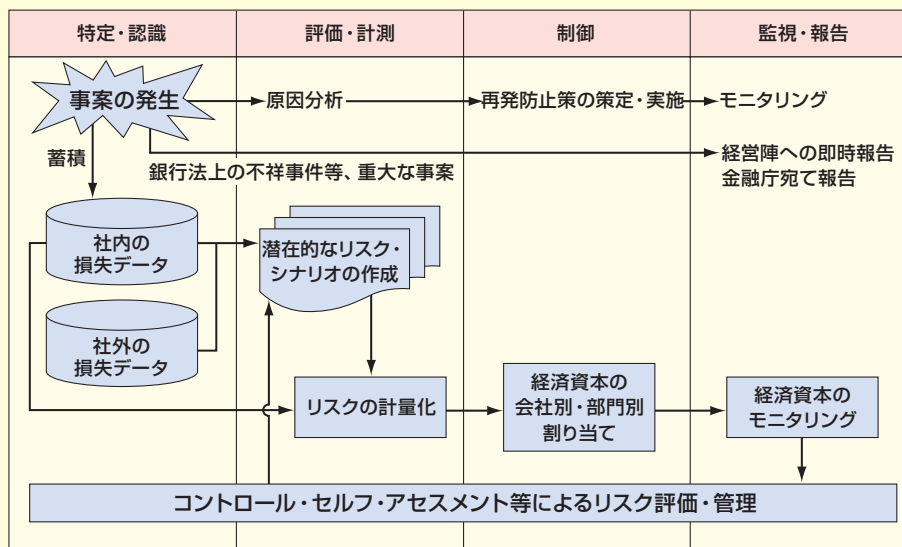 特定・認識
評価・計測
制御
監視・報告
事案の発生
原因分析
再発防止策の策定・実施
モニタリング
蓄積
銀行法上の不祥事件等、重大な事案
経営陣への即時報告
金融庁宛て報告
社内の
損失データ
潜在的なリスク・
シナリオの作成
社外の
損失データ
リスクの計量化
経済資本の
会社別・部門別
割り当て
経済資本の
モニタリング
コントロール・セルフ・アセスメント等によるリスク評価・管理